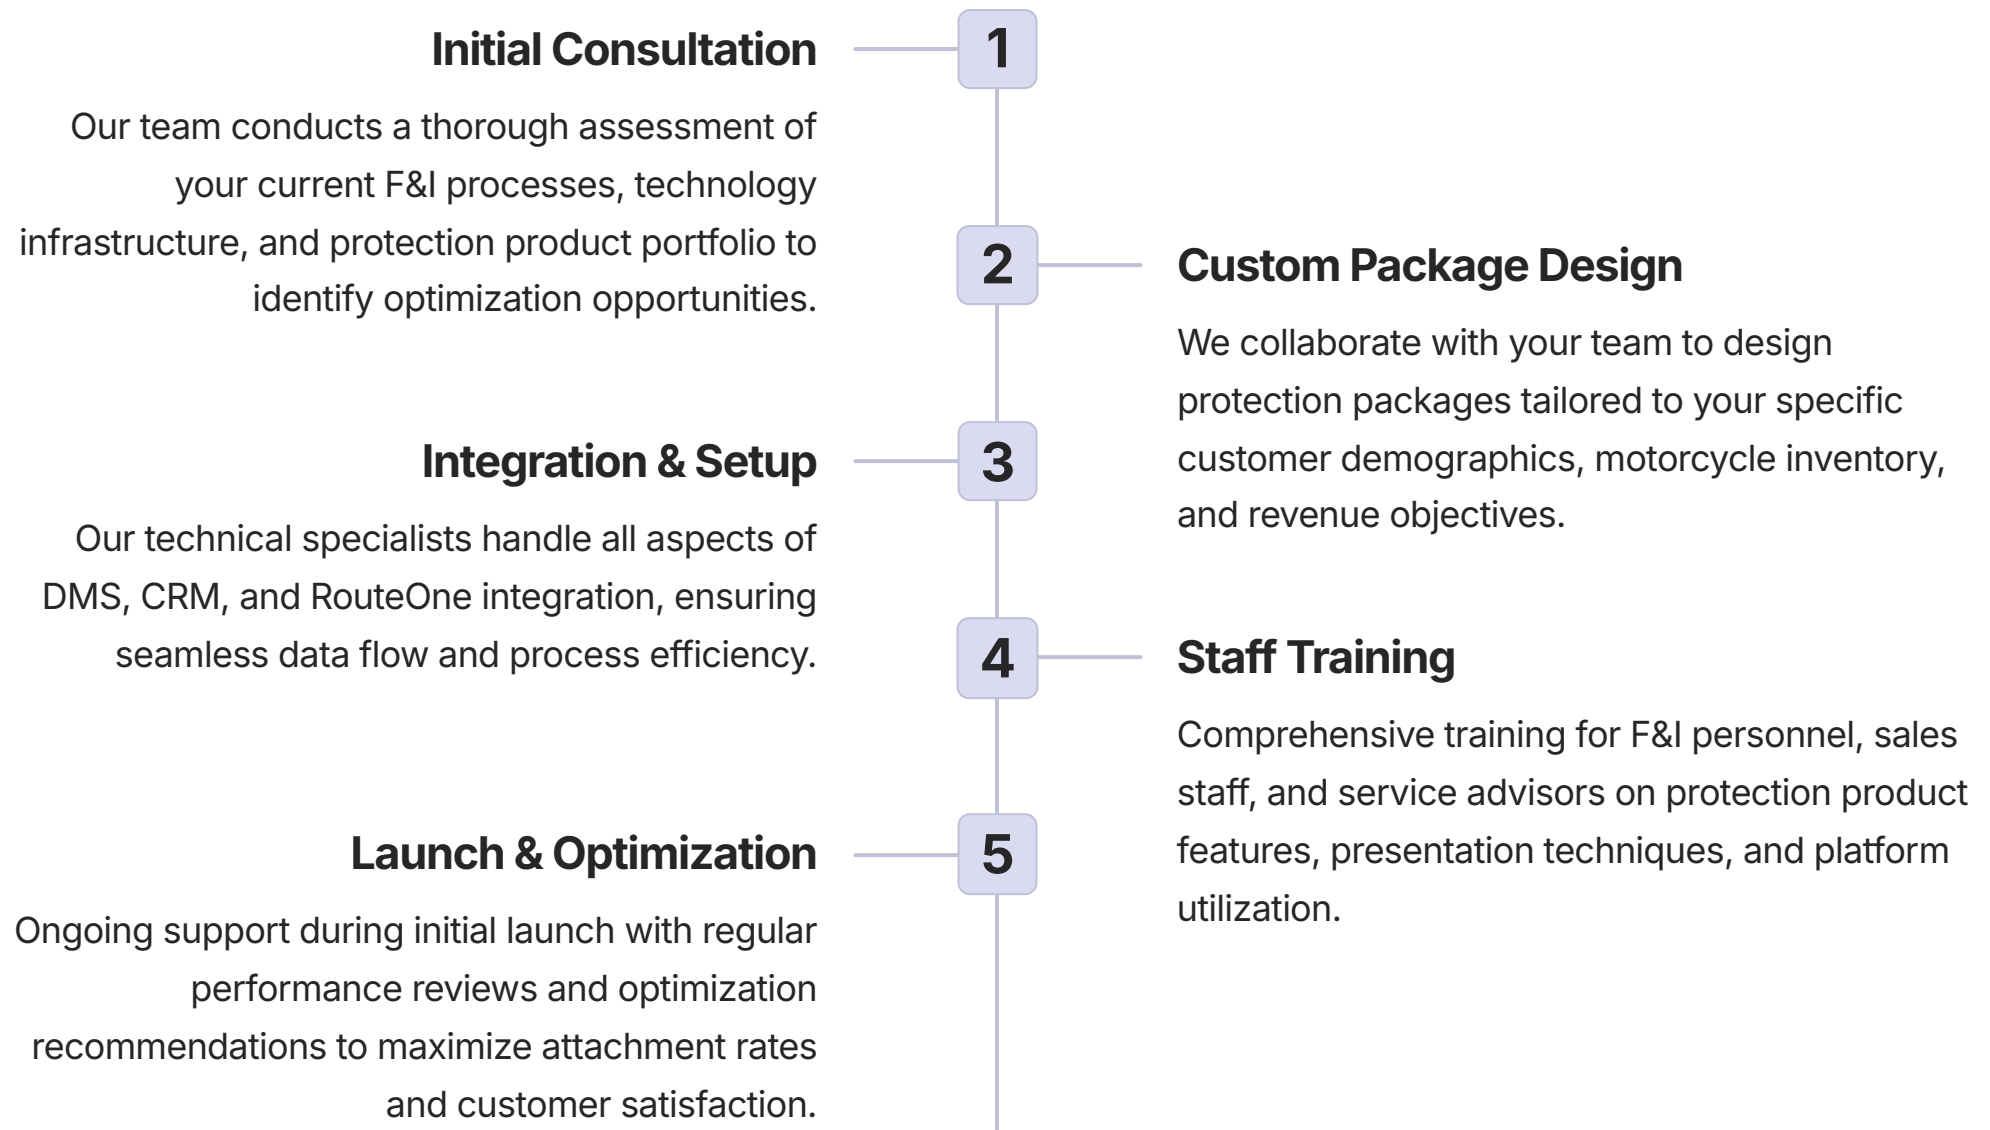 1
Initial Consultation
Our team conducts a thorough assessment of
your current F&I processes, technology
infrastructure, and protection product portfolio to
identify optimization opportunities.
2
Custom Package Design
We collaborate with your team to design
protection packages tailored to your specific
customer demographics, motorcycle inventory,
and revenue objectives.
3
Integration & Setup
Our technical specialists handle all aspects of
DMS, CRM, and RouteOne integration, ensuring
seamless data flow and process efficiency.
4
Staff Training
Comprehensive training for F&I personnel, sales
staff, and service advisors on protection product
features, presentation techniques, and platform
utilization.
5
Launch & Optimization
Ongoing support during initial launch with regular
performance reviews and optimization
recommendations to maximize attachment rates
and customer satisfaction.